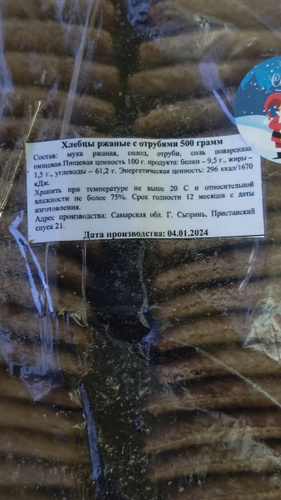 Хлебцы ржаные с отрубями 500 грамм
Состав: мука ржаная, солод, отруби, соль поваренная
пищевая.Пищевая ценность 100 г. продукта: белки – 9,5 г., жиры –
1,5 г., углеводы – 61,2 г. Энергетическая ценность: 296 ккал/1670
кДж.
Хранить при температуре не выше 20 С и относительной
влажности не более 75%. Срок годности 12 месяцев с даты
изготовления.
Адрес производства: Самарская обл. Г. Сызрань, Пристанский
спуск 21.
Дата производства: 04.01.2024